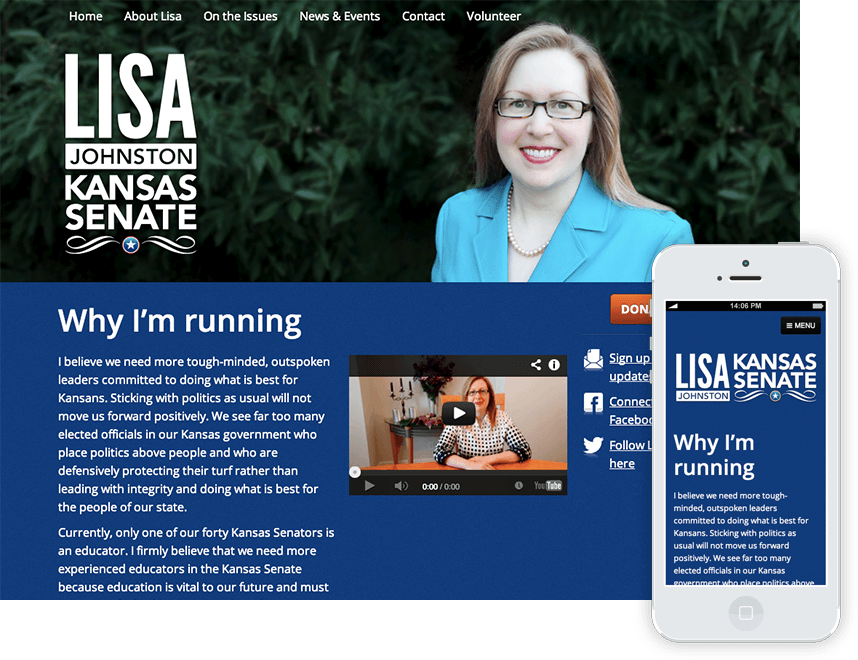 Home About Lisa On the Issues News & Events Contact Volunteer
LISA
JOHNSTON
KANSAS
SENATE
Why I'm running
I believe we need more tough-minded, outspoken
leaders committed to doing what is best for
Kansans. Sticking with politics as usual will not
move us forward positively. We see far too many
elected officials in our Kansas government who
place politics above people and who are
defensively protecting their turf rather than
leading with integrity and doing what is best for
the people of our state.
Currently, only one of our forty Kansas Senators is
an educator. I firmly believe that we need more
experienced educators in the Kansas Senate
because education is vital to our future and must
0:00 / 0:00
YouTube
DON
Sign up
update
Connec
Faceboo
Follow L
here
14:06 PM
MENU
LISA
JOHNSTON
KANSAS
SENATE
Why I'm
running
I believe we need more tough-
minded, outspoken leaders
committed to doing what is best for
Kansans. Sticking with politics as
usual will not move us forward
positively. We see far too many
elected officials in our Kansas
government who place politics above